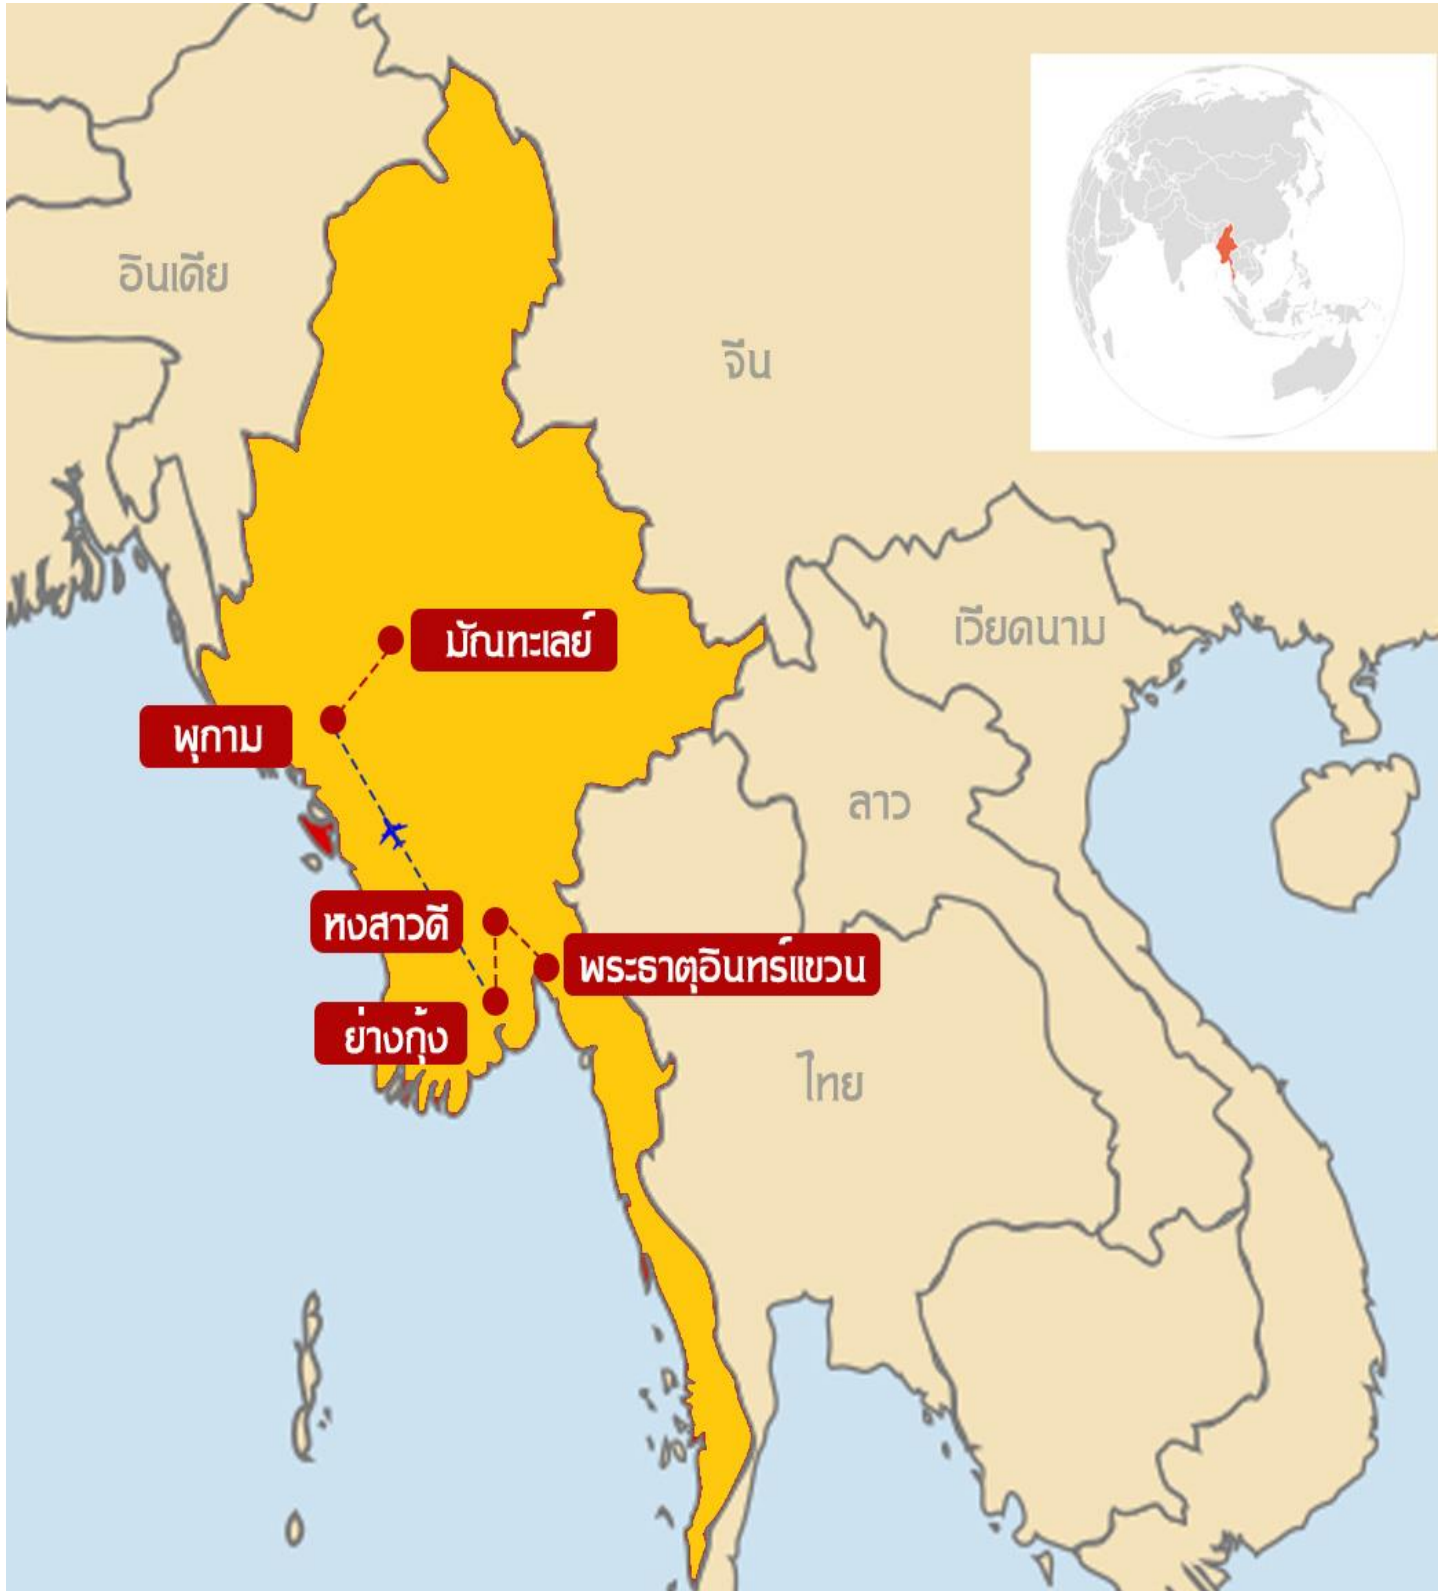 อินเดีย
จีน
เวียดนาม
มัณทะเลย์
พุกาม
ลาว
หงสาวดี
พระธาตุอินทร์แขวน
ย่างกุ้ง
ไทย